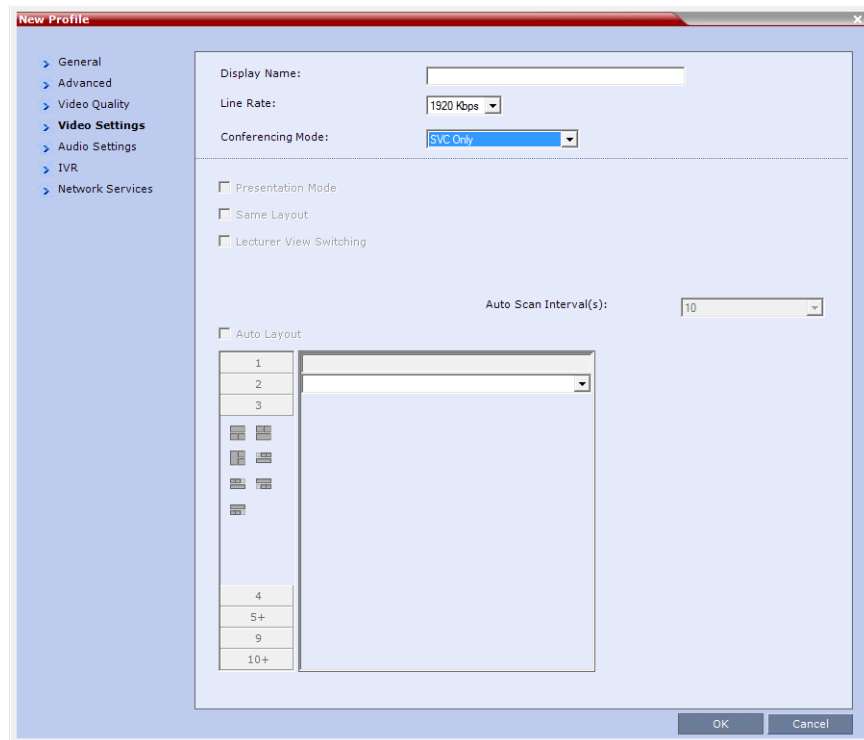 New Profile
General
Advanced
Video Quality
Video Settings
Audio Settings
IVR
Network Services
Display Name:
Line Rate:
1920 Kbps
Conferencing Mode:
SVC Only
Presentation Mode
Same Layout
Lecturer View Switching
Auto Scan Interval(s):
10
Auto Layout
1
2
3
4
5+
9
10+
OK
Cancel